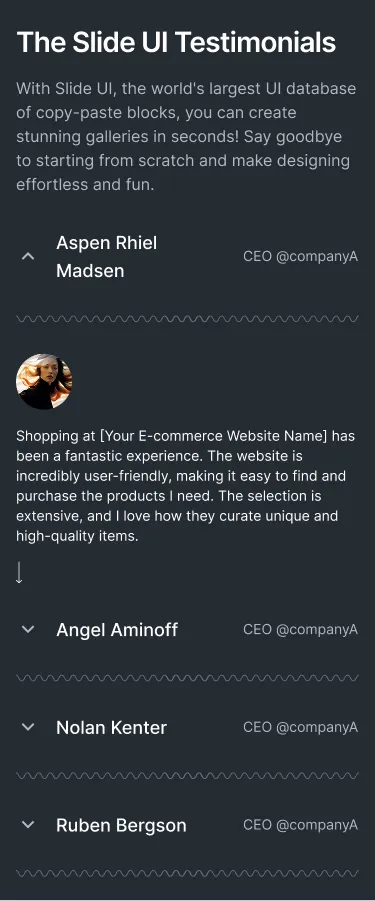 The Slide UI Testimonials
With Slide UI, the world's largest UI database
of copy-paste blocks, you can create
stunning galleries in seconds! Say goodbye
to starting from scratch and make designing
effortless and fun.
Aspen Rhiel
Madsen
CEO @companyA
Shopping at [Your E-commerce Website Name] has
been a fantastic experience. The website is
incredibly user-friendly, making it easy to find and
purchase the products I need. The selection is
extensive, and I love how they curate unique and
high-quality items.
Angel Aminoff
CEO @companyA
Nolan Kenter
CEO @companyA
Ruben Bergson
CEO @companyA